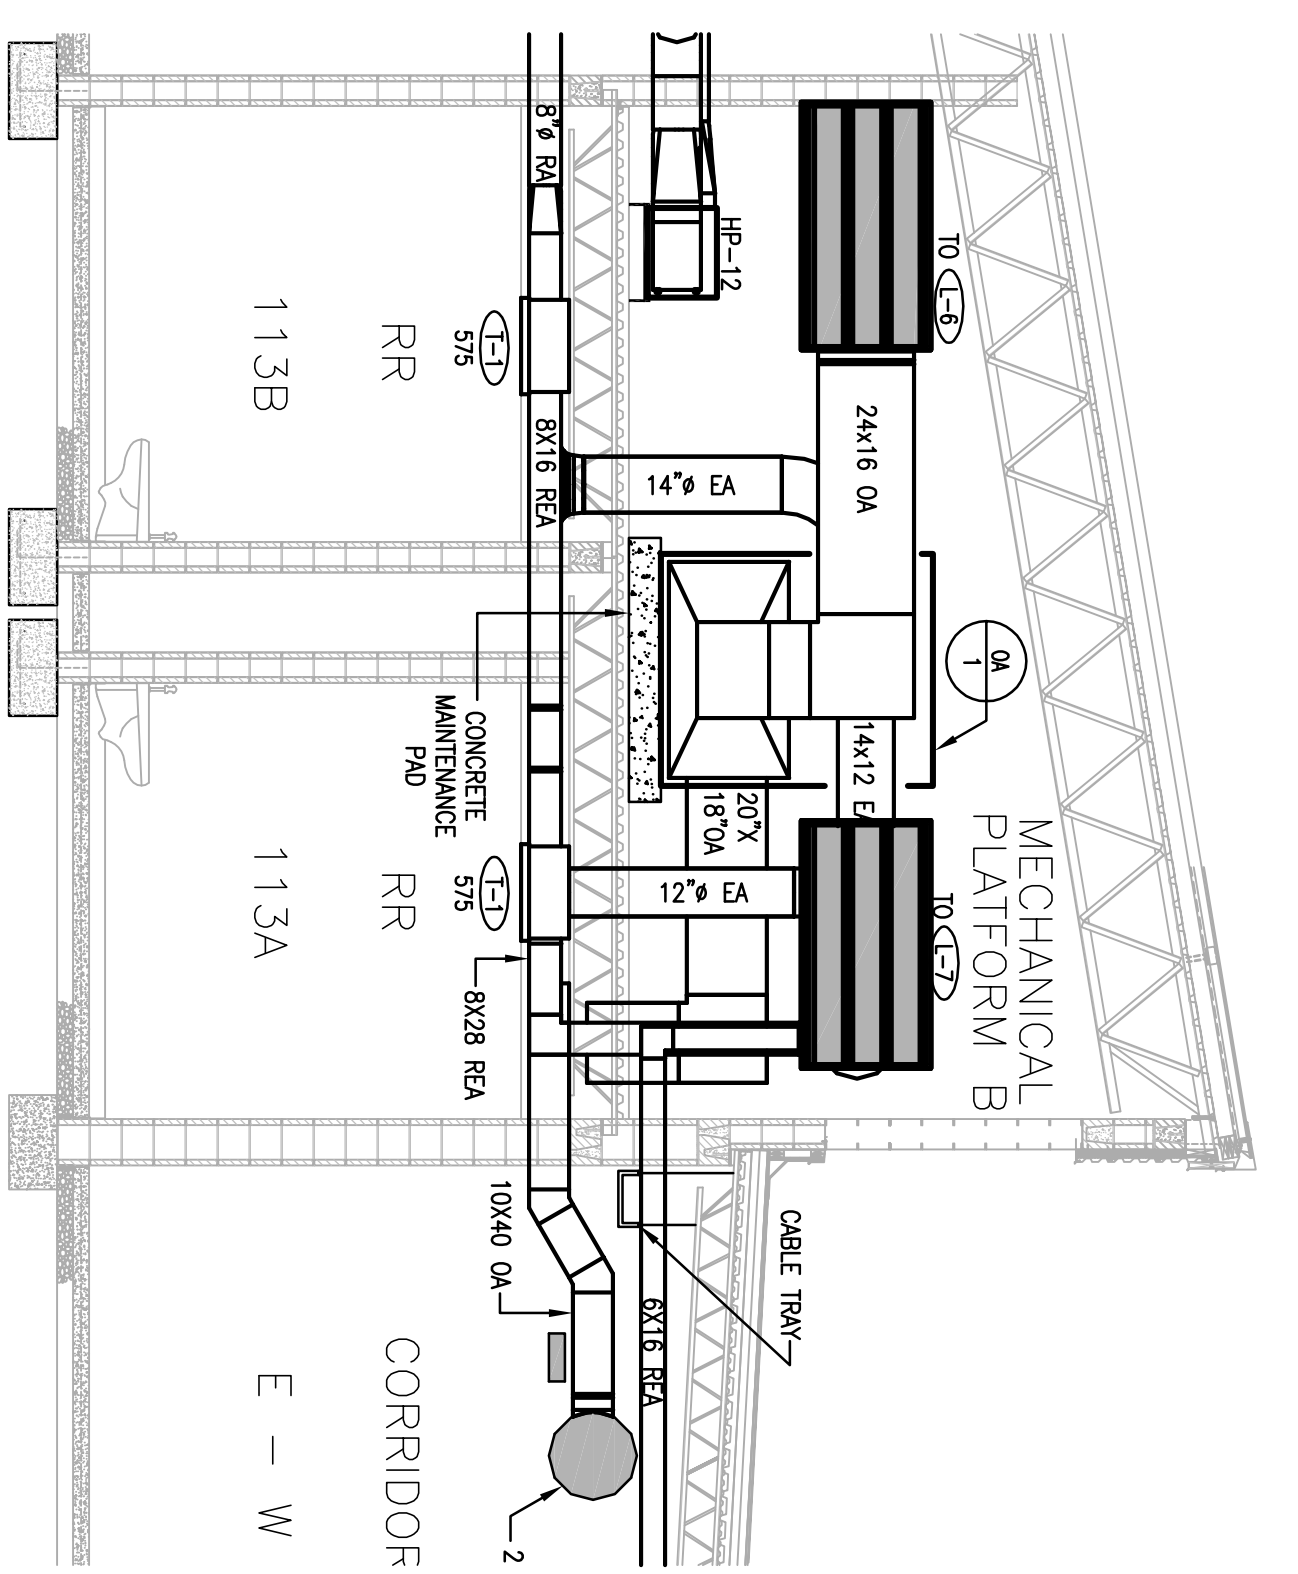 TO L-6
TO L-7
MECHANICAL
PLATFORM B
OA
1
24x16 OA
14x12 EA
HP-12
14"ø EA
20"X
18"OA
12"ø EA
CABLE TRAY
6X16 REA
8"ø RA
8X16 REA
CONCRETE
MAINTENANCE
PAD
T-1
575
T-1
575
8X28 REA
10X40 OA
2
RR
113B
RR
113A
CORRIDOR
E - W